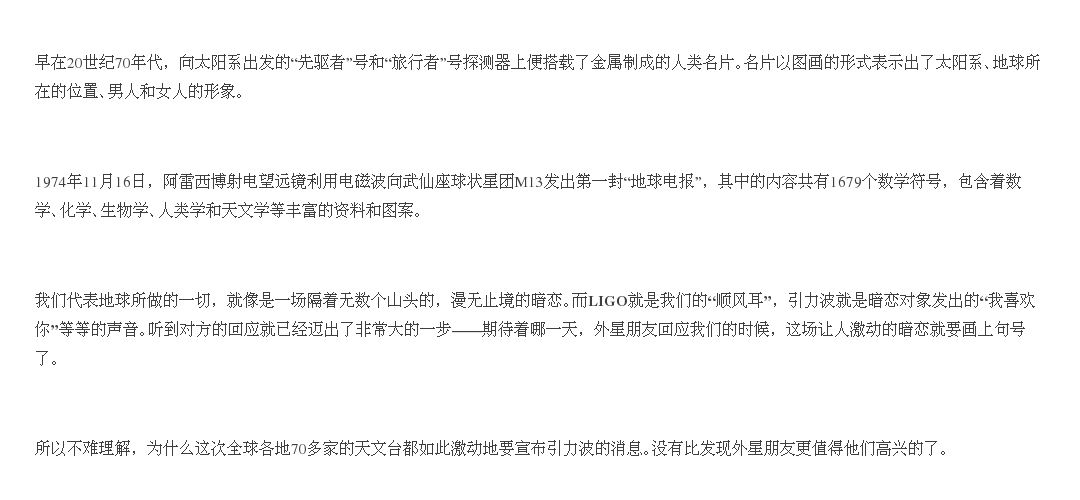 早在20世纪70年代，向太阳系出发的“先驱者”号和“旅行者”号探测器上便搭载了金属制成的人类名片。名片以图画的形式表示出了太阳系、地球所
在的位置、男人和女人的形象。
1974年11月16日，阿雷西博射电望远镜利用电磁波向武仙座球状星团M13发出第一封“地球电报”，其中的内容共有1679个数学符号，包含着数
学、化学、生物学、人类学和天文学等丰富的资料和图案。
我们代表地球所做的一切，就像是一场隔着无数个山头的，漫无止境的暗恋。而LIGO就是我们的“顺风耳”，引力波就是暗恋对象发出的“我喜欢
你”等等的声音。听到对方的回应就已经迈出了非常大的一步——期待着哪一天，外星朋友回应我们的时候，这场让人激动的暗恋就要画上句号
了。
所以不难理解，为什么这次全球各地70多家的天文台都如此激动地要宣布引力波的消息。没有比发现外星朋友更值得他们高兴的了。